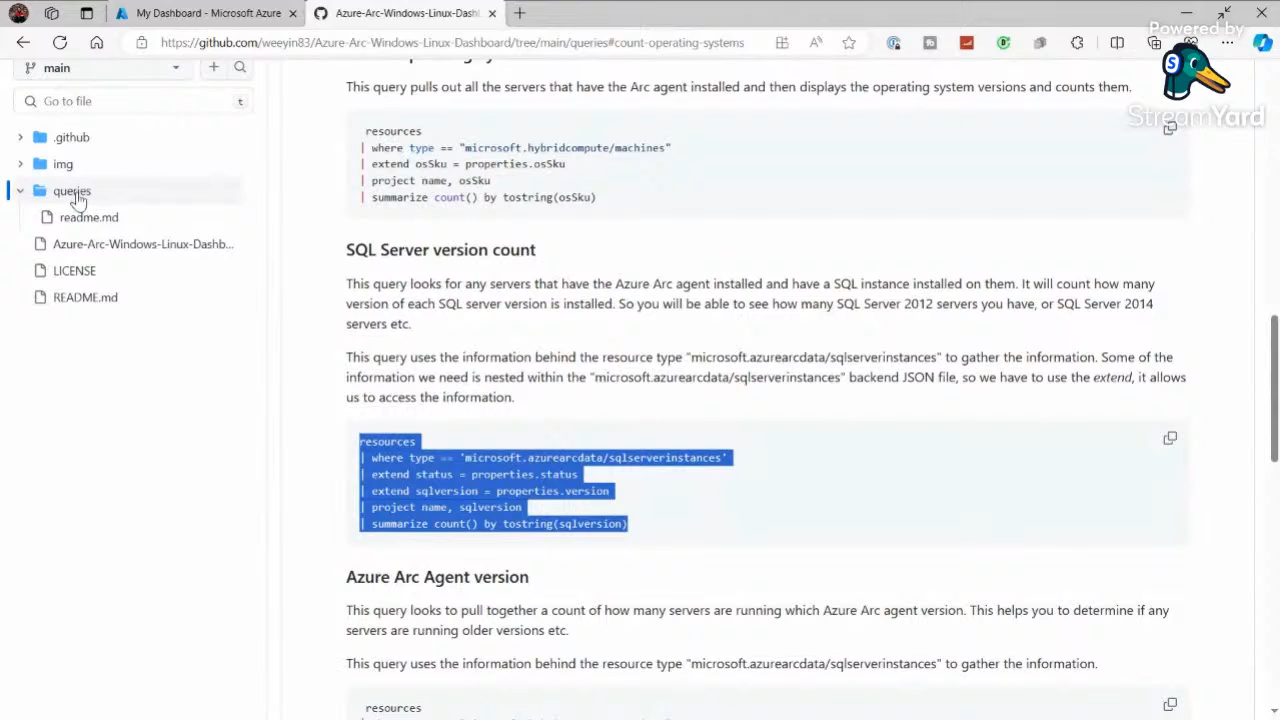 My Dashboard - Microsoft Azure
Azure-Arc-Windows-Linux-Dashl
https://github.com/weeyin83/Azure-Arc-Windows-Linux-Dashboard/tree/main/queries#count-operating-systems
Powered by
StreamYard
main
Go to file
t
.github
img
queries
readme.md
Azure-Arc-Windows-Linux-Dashb...
LICENSE
README.md
This query pulls out all the servers that have the Arc agent installed and then displays the operating system versions and counts them.
resources
| where type == "microsoft.hybridcompute/machines"
| extend osSku = properties.osSku
| project name, osSku
| summarize count() by tostring(osSku)
SQL Server version count
This query looks for any servers that have the Azure Arc agent installed and have a SQL instance installed on them. It will count how many
version of each SQL server version is installed. So you will be able to see how many SQL Server 2012 servers you have, or SQL Server 2014
servers etc.
This query uses the information behind the resource type "microsoft.azurearcdata/sqlserverinstances" to gather the information. Some of the
information we need is nested within the "microsoft.azurearcdata/sqlserverinstances" backend JSON file, so we have to use the extend, it allows
us to access the information.
resources
| where type == 'microsoft.azurearcdata/sqlserverinstances'
| extend status = properties.status
| extend sqlversion = properties.version
| project name, sqlversion
| summarize count() by tostring(sqlversion)
Azure Arc Agent version
This query looks to pull together a count of how many servers are running which Azure Arc agent version. This helps you to determine if any
servers are running older versions etc.
This query uses the information behind the resource type "microsoft.azurearcdata/sqlserverinstances" to gather the information.
resources